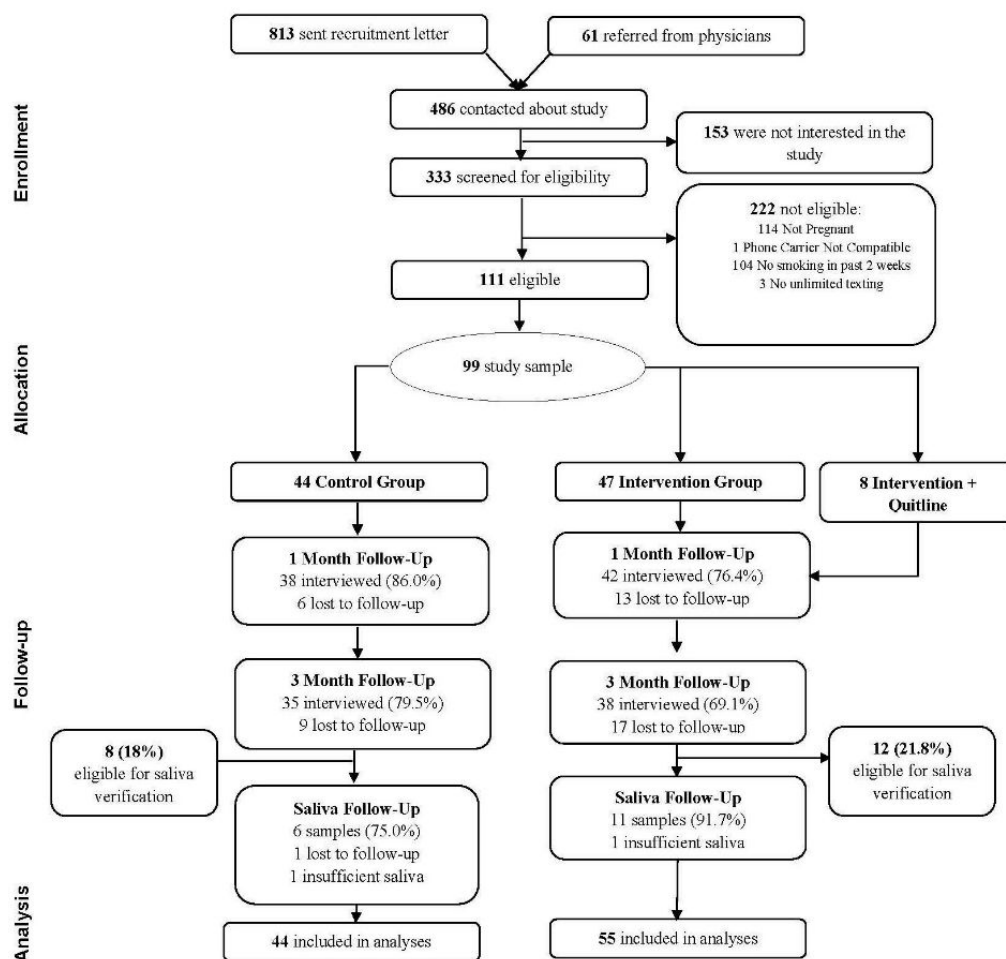 813 sent recruitment letter
61 referred from physicians
Enrollment
486 contacted about study
153 were not interested in the
study
333 screened for eligibility
222 not eligible:
114 Not Pregnant
1 Phone Carrier Not Compatible
104 No smoking in past 2 weeks
3 No unlimited texting
111 eligible
Allocation
99 study sample
44 Control Group
47 Intervention Group
8 Intervention +
Quitline
Follow-up
1 Month Follow-Up
38 interviewed (86.0%)
6 lost to follow-up
1 Month Follow-Up
42 interviewed (76.4%)
13 lost to follow-up
3 Month Follow-Up
35 interviewed (79.5%)
9 lost to follow-up
3 Month Follow-Up
38 interviewed (69.1%)
17 lost to follow-up
8 (18%)
eligible for saliva
verification
12 (21.8%)
eligible for saliva
verification
Saliva Follow-Up
6 samples (75.0%)
1 lost to follow-up
1 insufficient saliva
Saliva Follow-Up
11 samples (91.7%)
1 insufficient saliva
Analysis
44 included in analyses
55 included in analyses